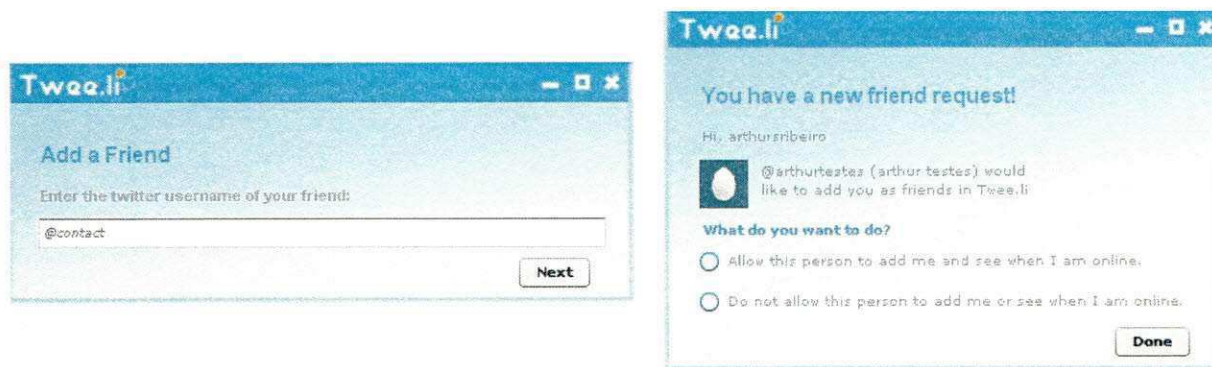 Twee.li
Add a Friend
Enter the twitter username of your friend:
@contact
Next
Twee.li
You have a new friend request!
Hi, arthursribeiro
@arthurtestes (arthur testes) would
like to add you as friends in Twee.li
What do you want to do?
Allow this person to add me and see when I am online.
Do not allow this person to add me or see when I am online.
Done